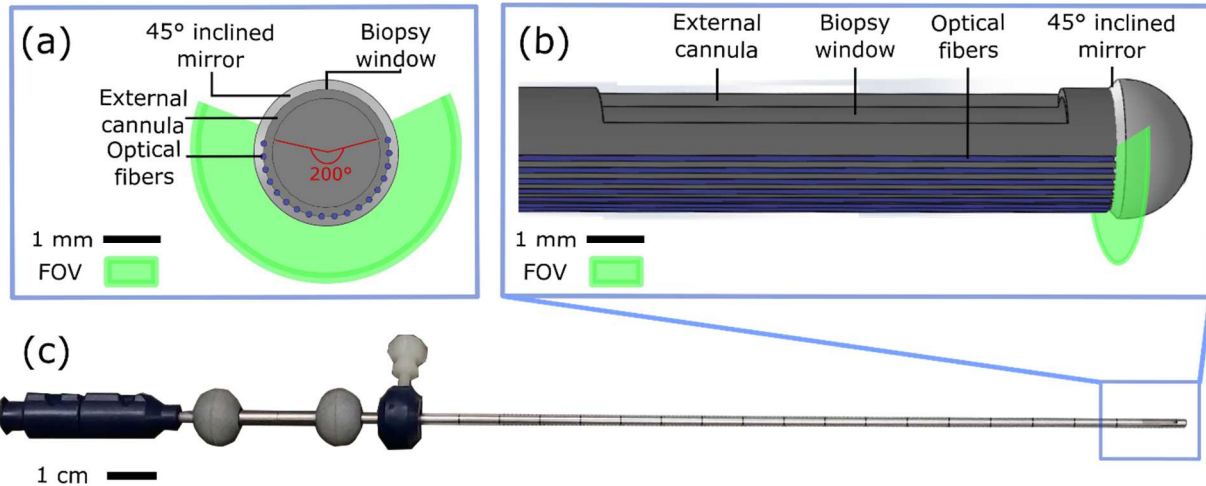 (a)
45° inclined
mirror
Biopsy
window
External
cannula
Optical
fibers
200°
1 mm
FOV
(b)
External
cannula
Biopsy
window
Optical
fibers
45° inclined
mirror
1 mm
FOV
(c)
1 cm